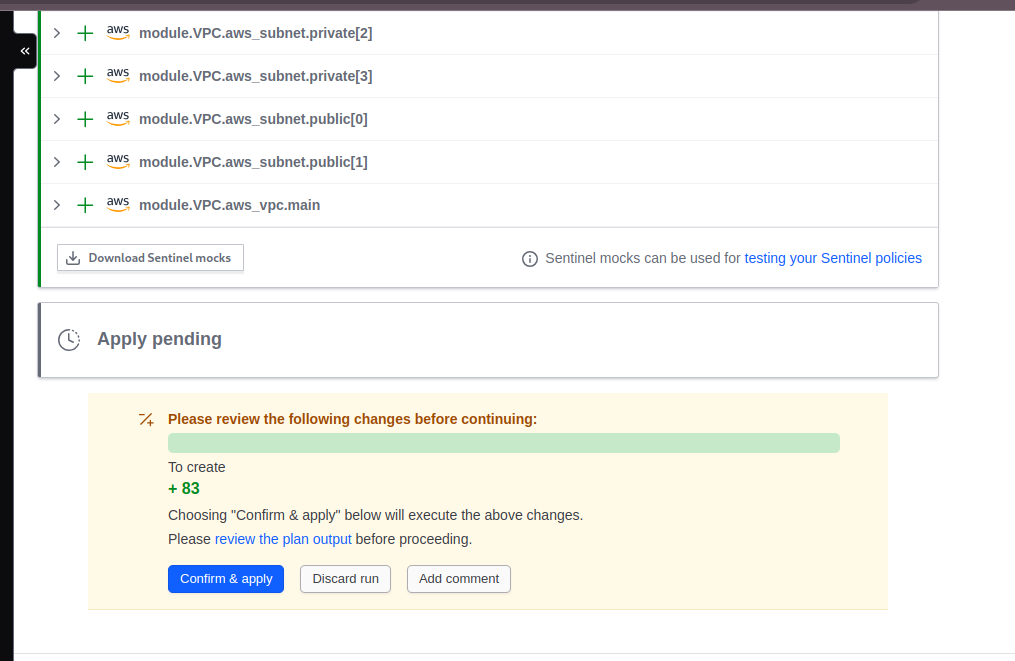 aws module.VPC.aws_subnet.private[2]
aws module.VPC.aws_subnet.private[3]
aws module.VPC.aws_subnet.public[0]
aws module.VPC.aws_subnet.public[1]
aws module.VPC.aws_vpc.main
Download Sentinel mocks Sentinel mocks can be used for testing your Sentinel policies
Apply pending
Please review the following changes before continuing:
To create
+ 83
Choosing "Confirm & apply" below will execute the above changes.
Please review the plan output before proceeding.
Confirm & apply Discard run Add comment